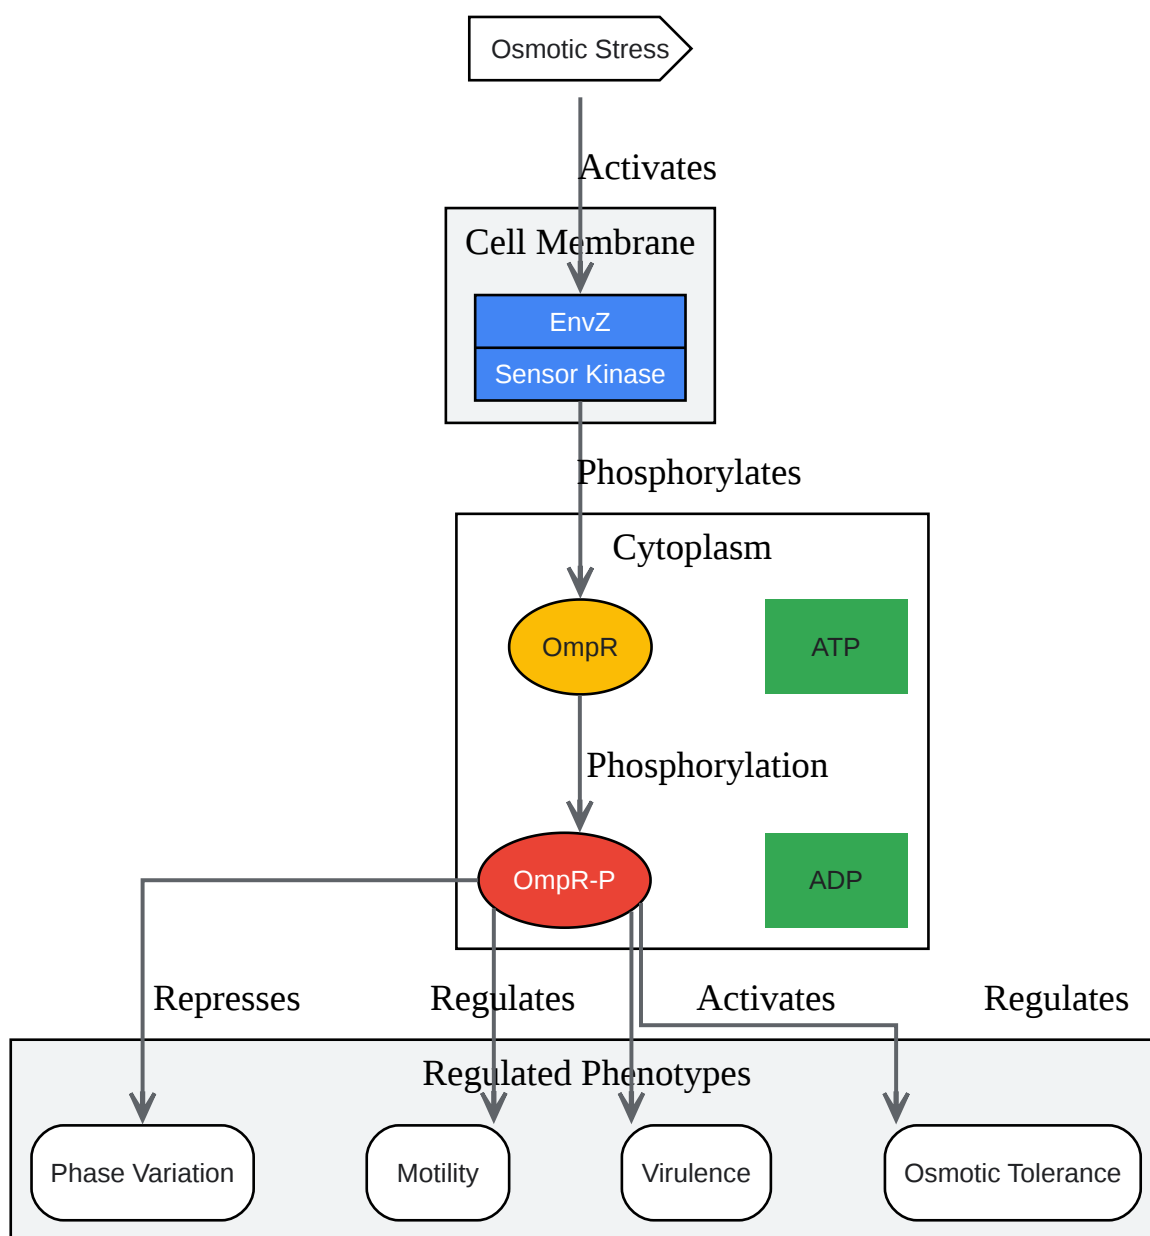 Osmotic Stress
Activates
Cell Membrane
EnvZ
Sensor Kinase
Phosphorylates
Cytoplasm
OmpR
ATP
Phosphorylation
OmpR-P
ADP
Represses
Regulates
Activates
Regulates
Regulated Phenotypes
Phase Variation
Motility
Virulence
Osmotic Tolerance